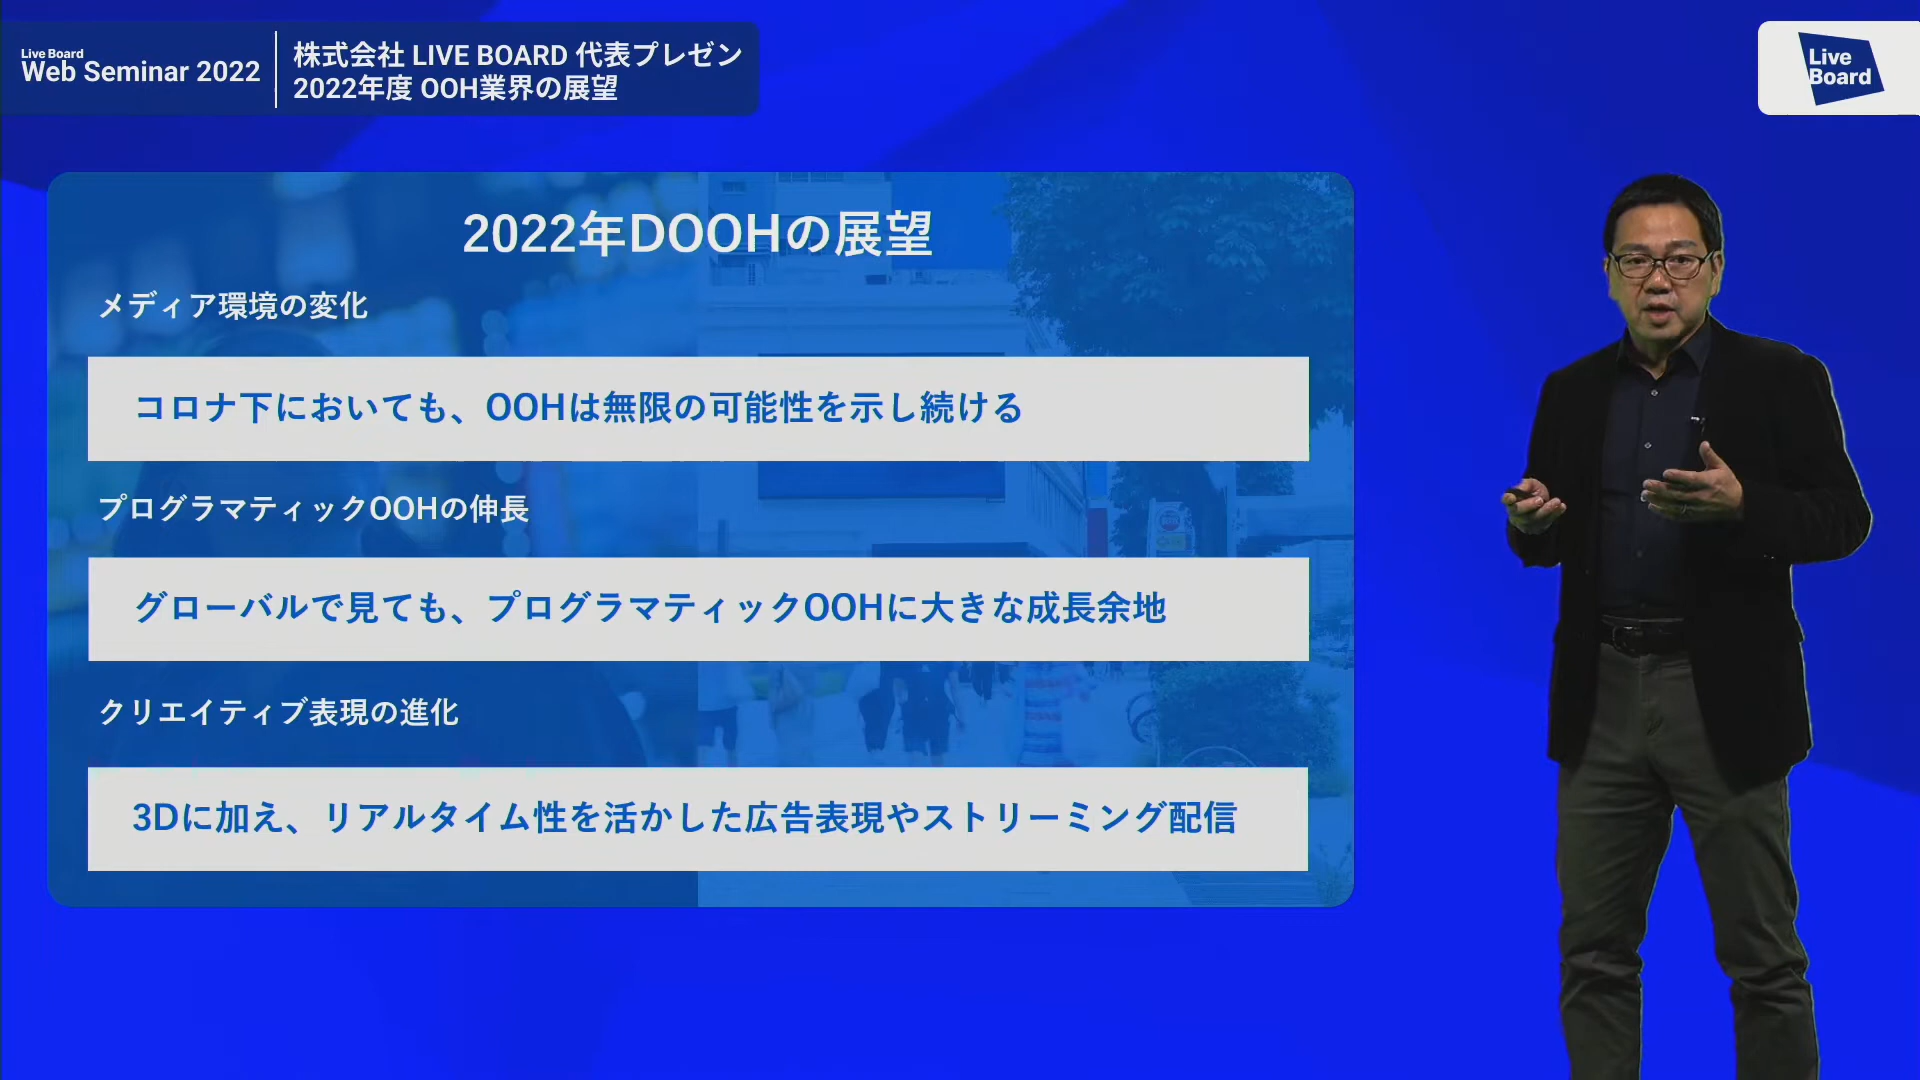 Live Board
Web Seminar 2022
株式会社 LIVE BOARD 代表プレゼン
2022年度 OOH業界の展望
Live
Board
2022年DOOHの展望
メディア環境の変化
コロナ下においても、OOHは無限の可能性を示し続ける
プログラマティックOOHの伸長
グローバルで見ても、プログラマティックOOHに大きな成長余地
クリエイティブ表現の進化
3Dに加え、リアルタイム性を活かした広告表現やストリーミング配信